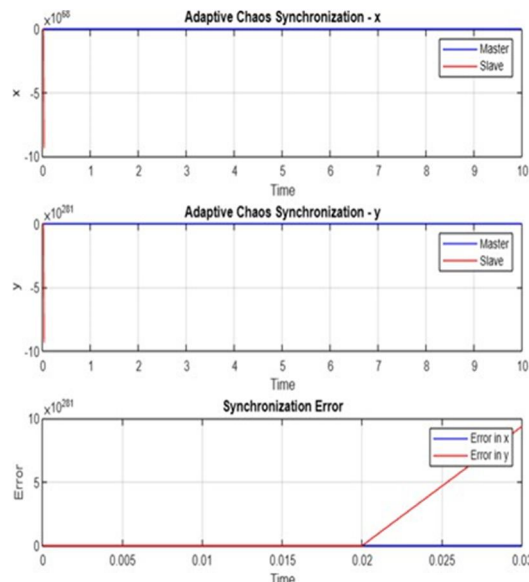 Adaptive Chaos Synchronization - x
×10^68
0
-5
-10
x
Master
Slave
0 1 2 3 4 5 6 7 8 9 10
Time
Adaptive Chaos Synchronization - y
×10^281
0
-5
-10
y
Master
Slave
0 1 2 3 4 5 6 7 8 9 10
Time
Synchronization Error
×10^281
10
5
0
Error
Error in x
Error in y
0 0.005 0.01 0.015 0.02 0.025 0.03
Time